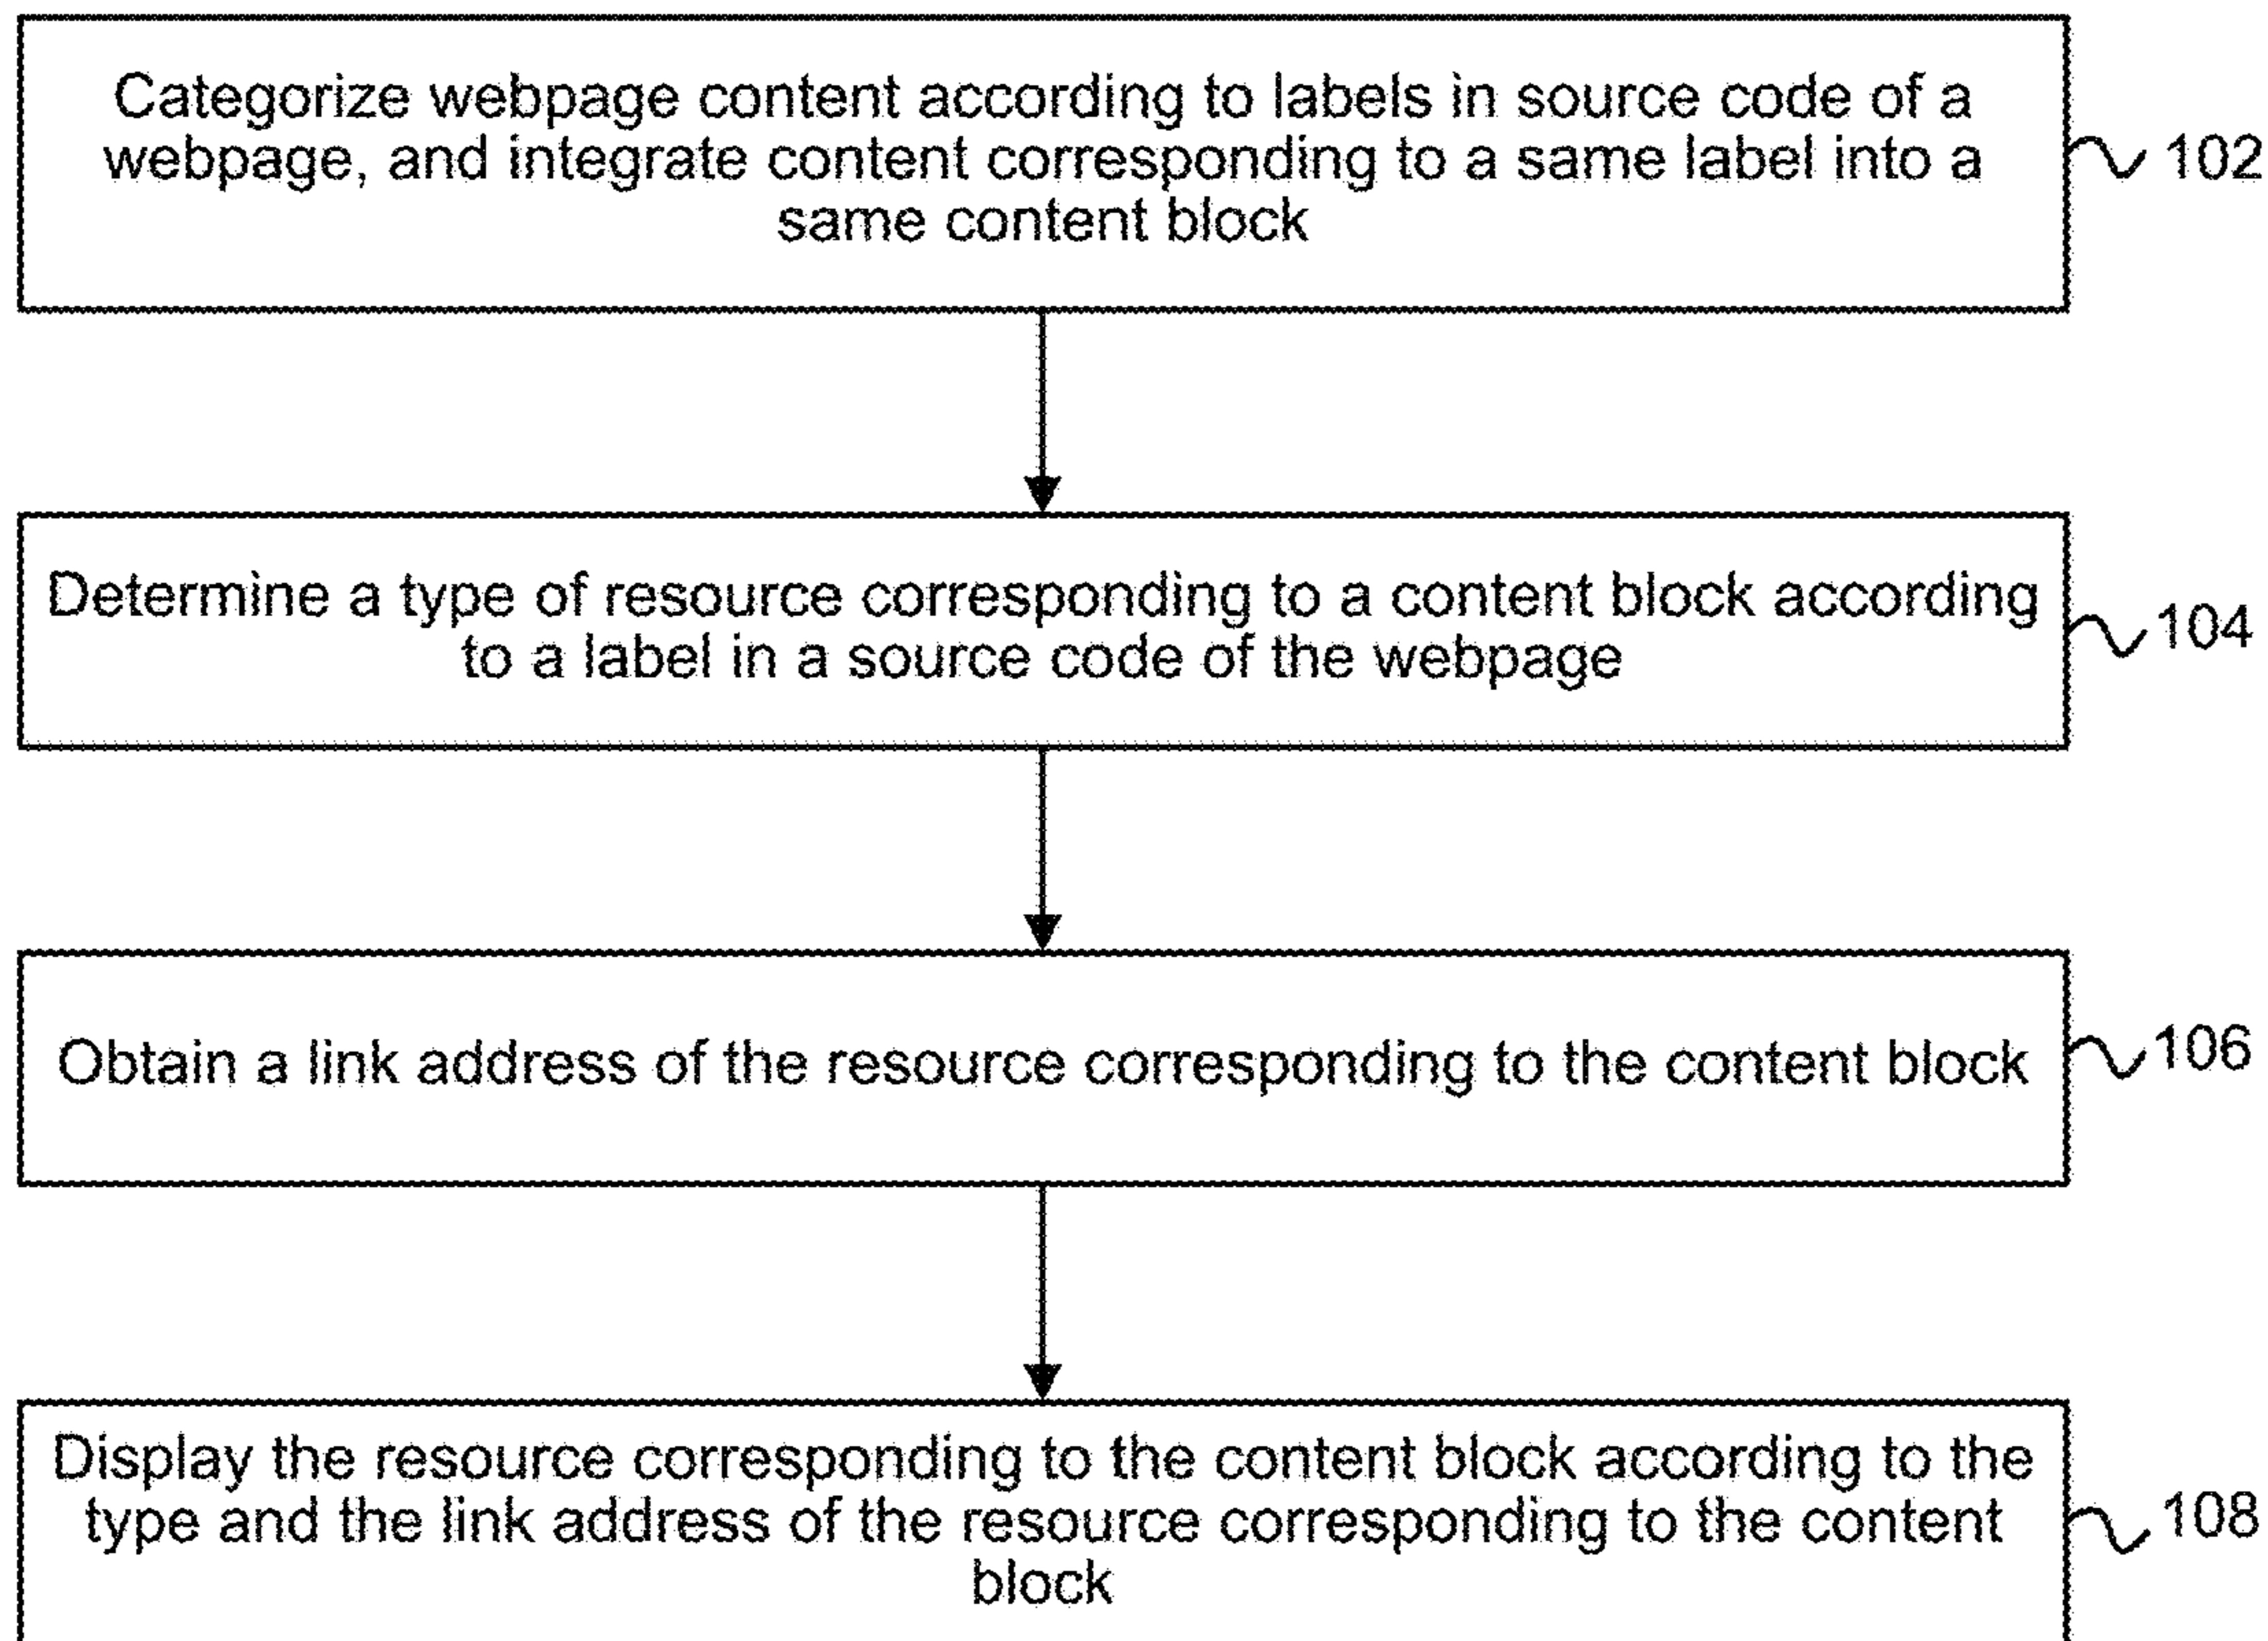 Categorize webpage content according to labels in source code of a
webpage, and integrate content corresponding to a same label into a
same content block
102
Determine a type of resource corresponding to a content block according
to a label in a source code of the webpage
104
Obtain a link address of the resource corresponding to the content block
106
Display the resource corresponding to the content block according to the
type and the link address of the resource corresponding to the content
block
108